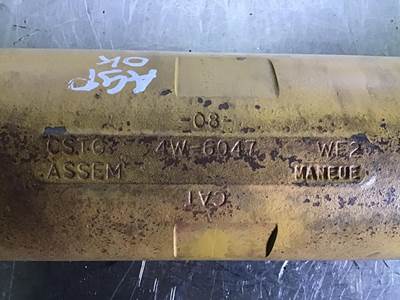 ASP
OK
-08-
CSTG 4W-6047 WE2
ASSEM MANEUE
CAT